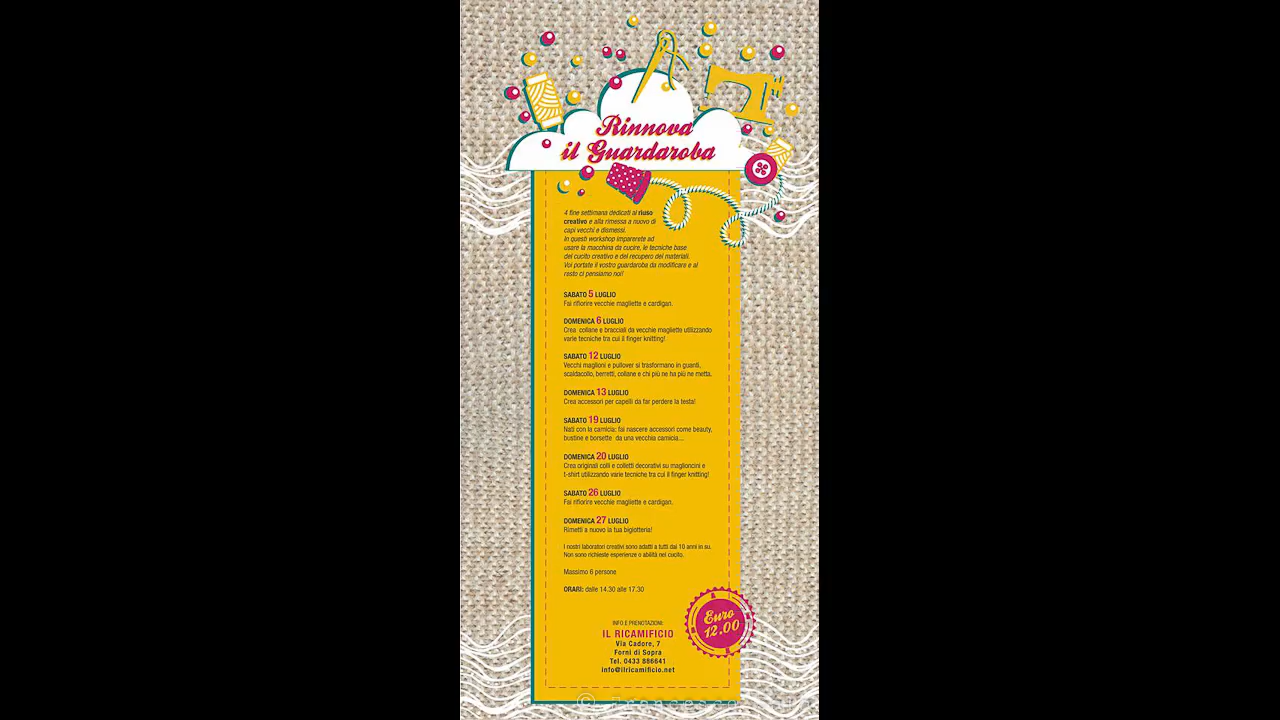 Rinnova
il Guardaroba
4 fine settimana dedicati al riuso
creativo e alla rimessa a nuovo di
capi vecchi e dismessi.
In questi workshop imparerete ad
usare la macchina da cucire, le tecniche base
del cucito creativo e del recupero dei materiali.
Voi portate il vostro guardaroba da modificare e al
resto ci pensiamo noi!
SABATO 5 LUGLIO
Fai rifiorire vecchie magliette e cardigan.
DOMENICA 6 LUGLIO
Crea collane e bracciali da vecchie magliette utilizzando
varie tecniche tra cui il finger knitting!
SABATO 12 LUGLIO
Vecchi maglioni e pullover si trasformano in guanti,
scaldacollo, berretti, collane e chi più ne ha più ne metta.
DOMENICA 13 LUGLIO
Crea accessori per capelli da far perdere la testa!
SABATO 19 LUGLIO
Nati con la camicia: fai nascere accessori come beauty,
bustine e borsette da una vecchia camicia...
DOMENICA 20 LUGLIO
Crea originali colli e colletti decorativi su maglioncini e
t-shirt utilizzando varie tecniche tra cui il finger knitting!
SABATO 26 LUGLIO
Fai rifiorire vecchie magliette e cardigan.
DOMENICA 27 LUGLIO
Rimetti a nuovo la tua bigiotteria!
I nostri laboratori creativi sono adatti a tutti dai 10 anni in su.
Non sono richieste esperienze o abilità nel cucito.
Massimo 6 persone
ORARI: dalle 14.30 alle 17.30
Euro
12.00
INFO E PRENOTAZIONI:
IL RICAMIFICIO
Via Cadore, 7
Forni di Sopra
Tel. 0433 886641
info@ilricamificio.net